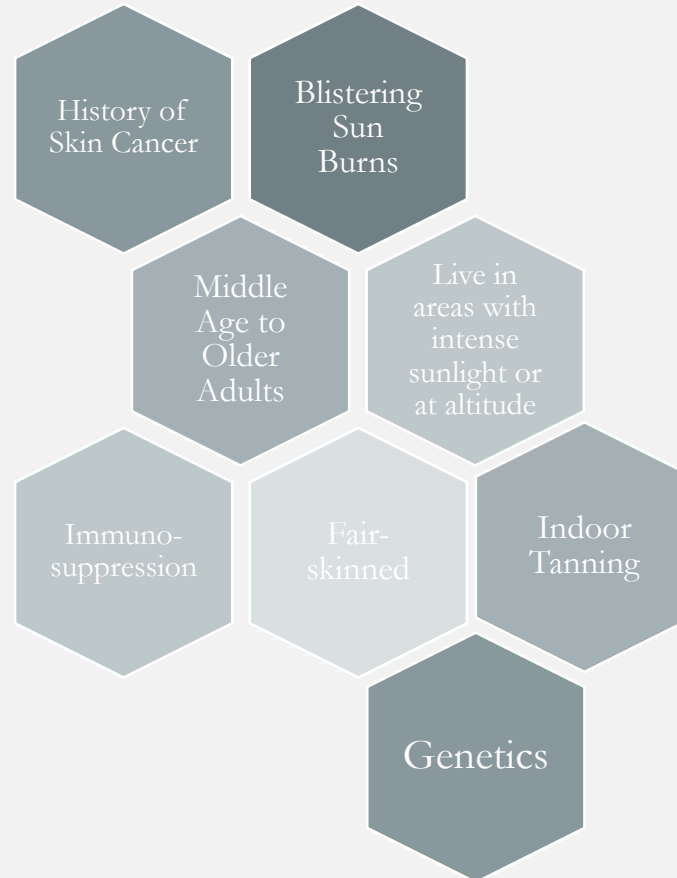 History of
Skin Cancer
Blistering
Sun
Burns
Middle
Age to
Older
Adults
Live in
areas with
intense
sunlight or
at altitude
Immuno-
suppression
Fair-
skinned
Indoor
Tanning
Genetics